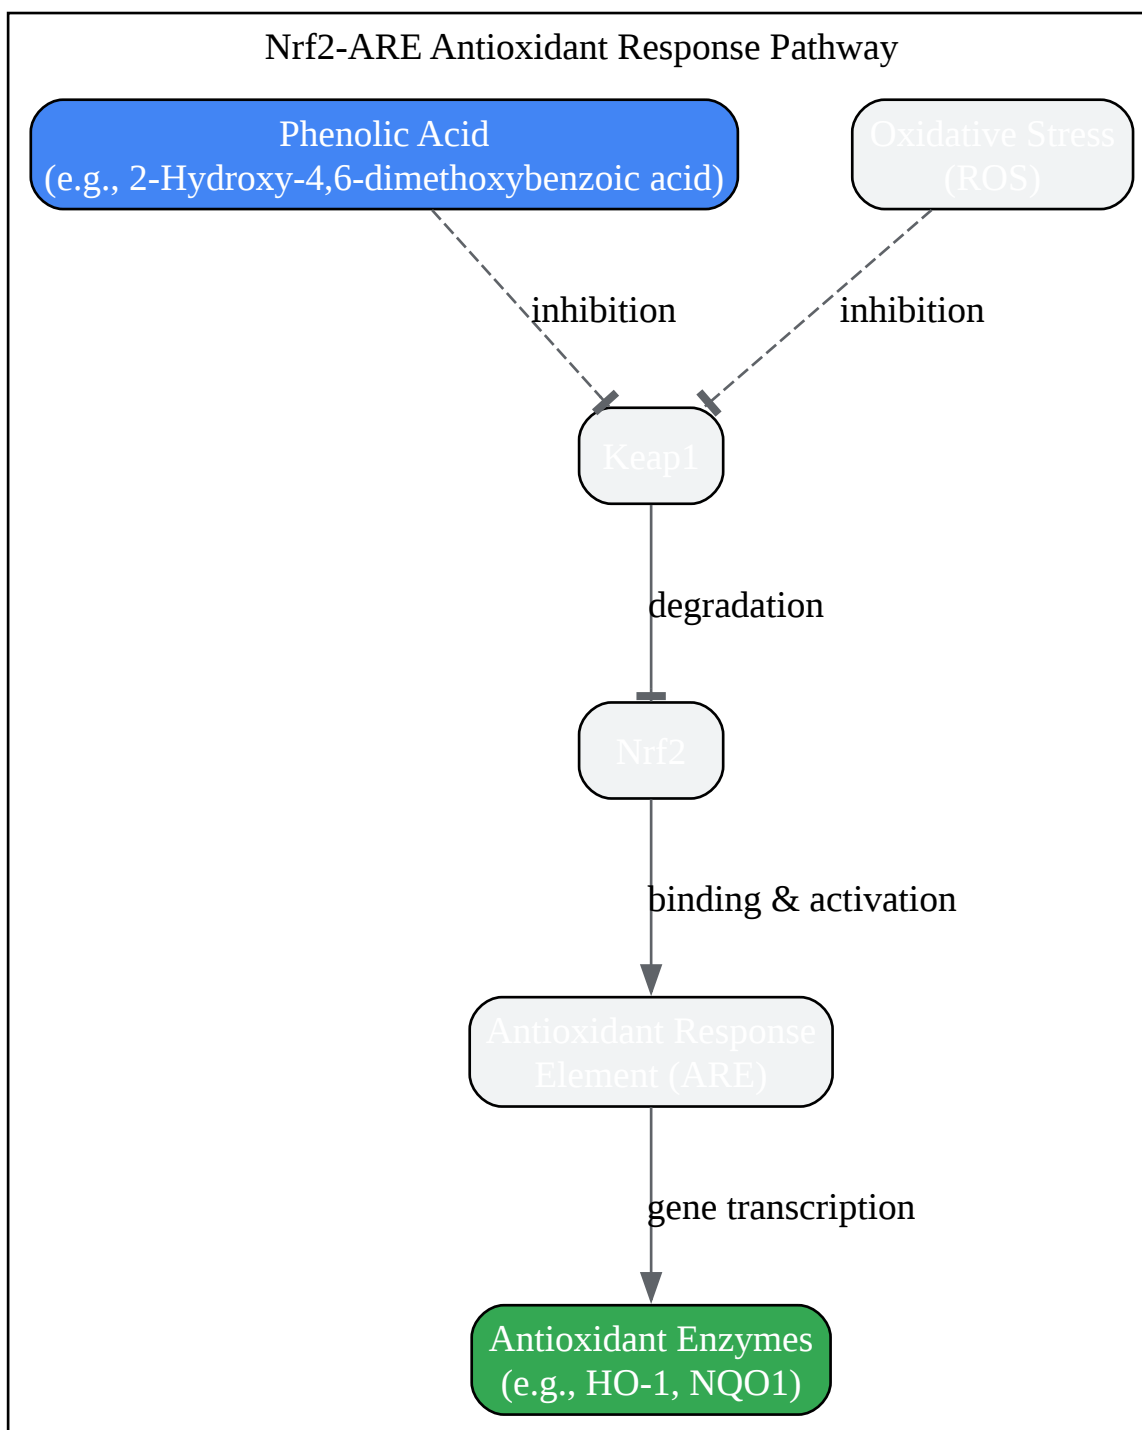 Nrf2-ARE Antioxidant Response Pathway
Phenolic Acid
(e.g., 2-Hydroxy-4,6-dimethoxybenzoic acid)
Oxidative Stress
(ROS)
inhibition
inhibition
Keap1
degradation
Nrf2
binding & activation
Antioxidant Response
Element (ARE)
gene transcription
Antioxidant Enzymes
(e.g., HO-1, NQO1)